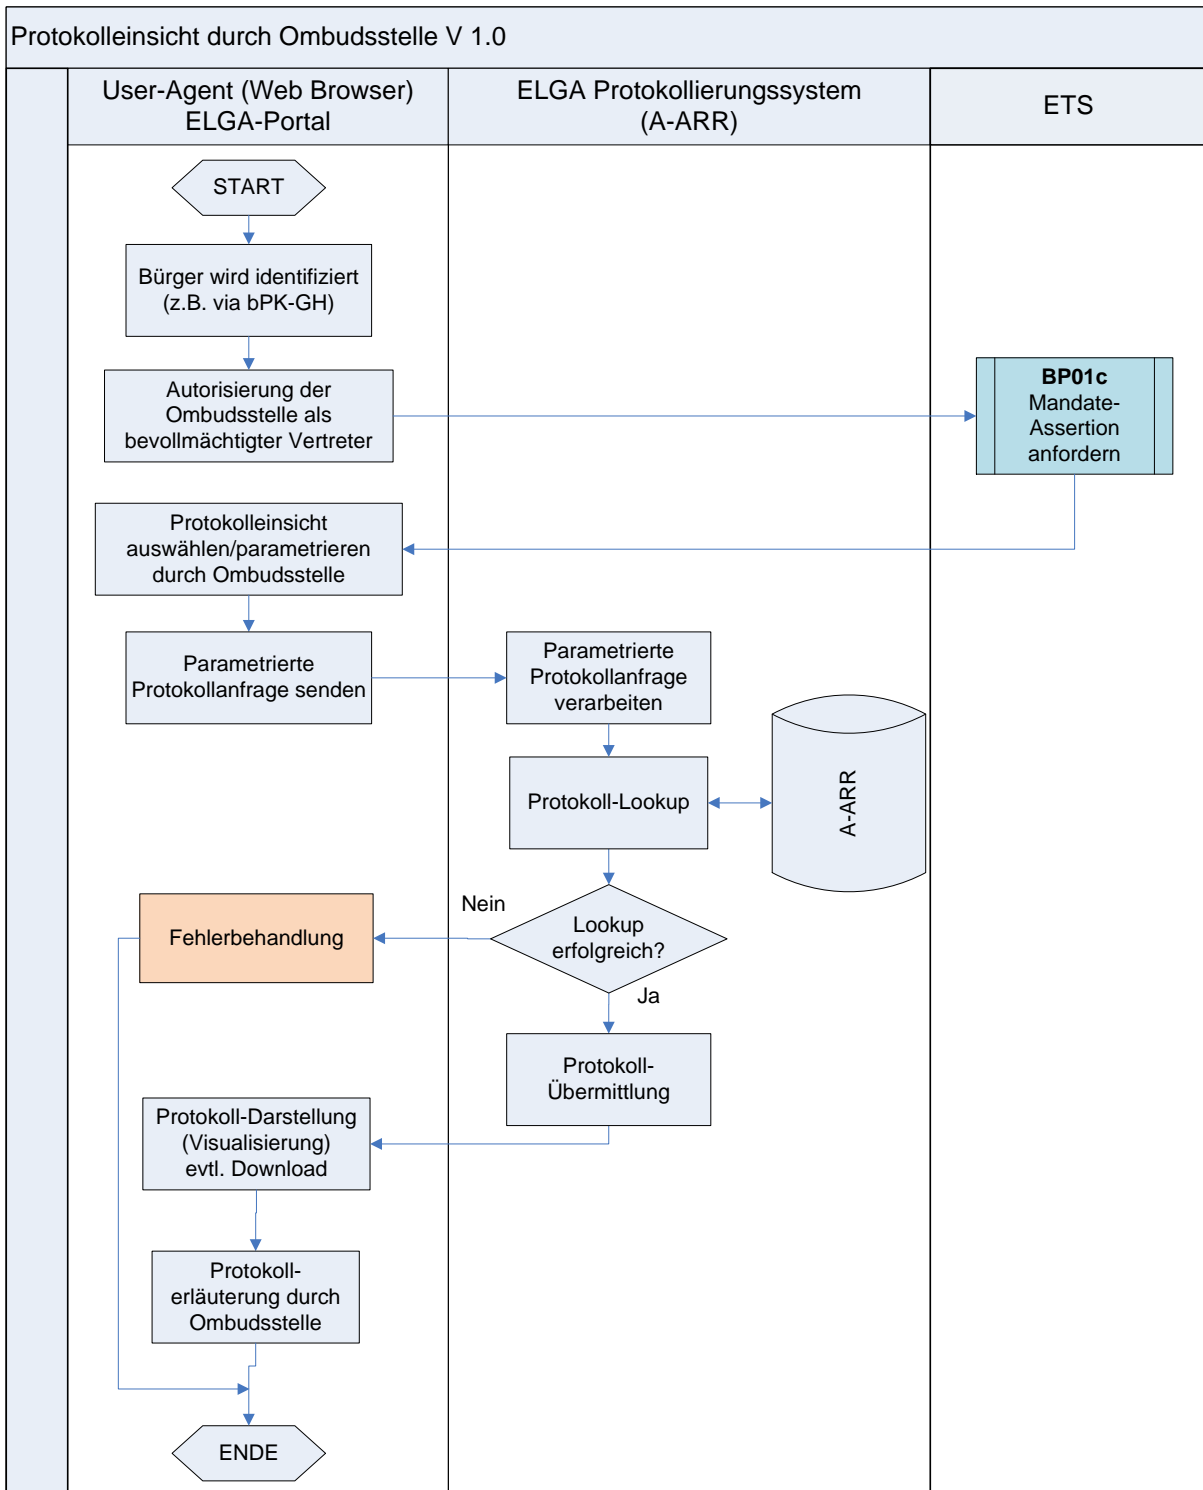 Protokolleinsicht durch Ombudsstelle V 1.0
User-Agent (Web Browser)
ELGA-Portal
ELGA Protokollierungssystem
(A-ARR)
ETS
START
Bürger wird identifiziert
(z.B. via bPK-GH)
Autorisierung der
Ombudsstelle als
bevollmächtigter Vertreter
BP01c
Mandate-
Assertion
anfordern
Protokolleinsicht
auswählen/parametrieren
durch Ombudsstelle
Parametrierte
Protokollanfrage senden
Parametrierte
Protokollanfrage
verarbeiten
Protokoll-Lookup
A-ARR
Lookup
erfolgreich?
Nein
Fehlerbehandlung
Ja
Protokoll-
Übermittlung
Protokoll-Darstellung
(Visualisierung)
evtl. Download
Protokoll-
erläuterung durch
Ombudsstelle
ENDE